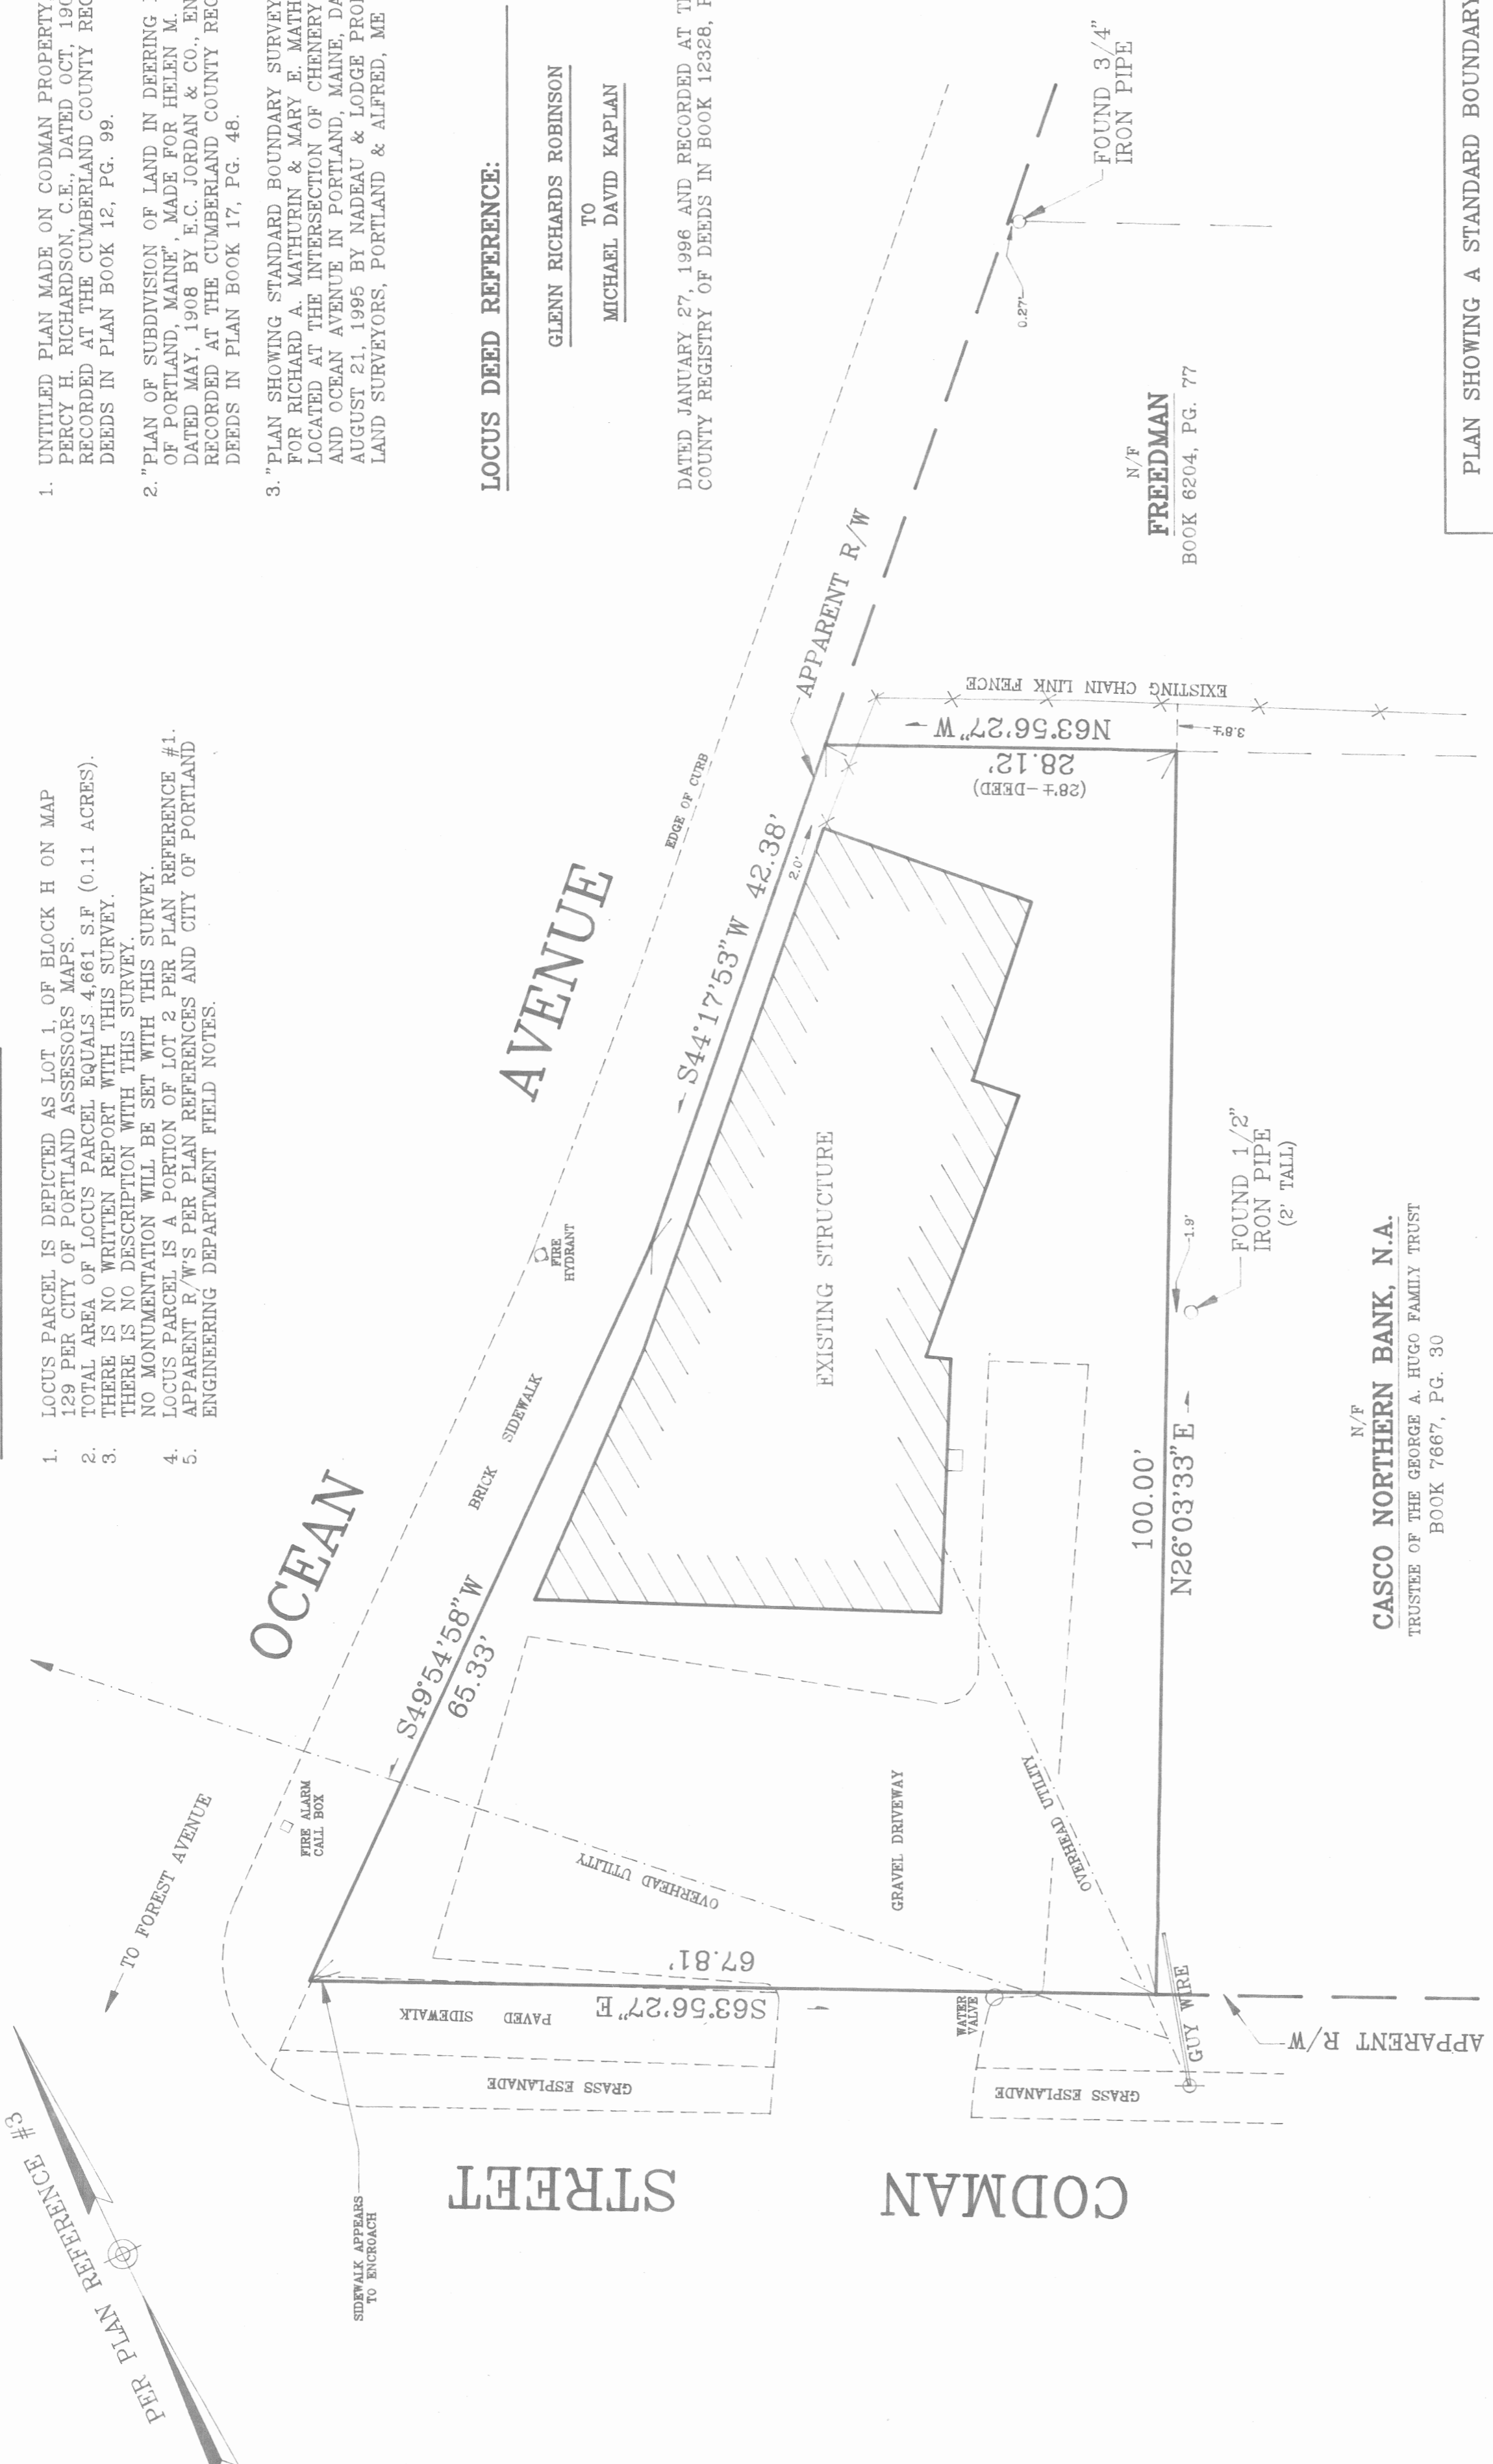 1. LOCUS PARCEL IS DEPICTED AS LOT 1, OF BLOCK H ON MAP
129 PER CITY OF PORTLAND ASSESSORS MAPS.
2. TOTAL AREA OF LOCUS PARCEL EQUALS 4,661 S.F (0.11 ACRES).
3. THERE IS NO WRITTEN REPORT WITH THIS SURVEY.
THERE IS NO DESCRIPTION WITH THIS SURVEY.
NO MONUMENTATION WILL BE SET WITH THIS SURVEY.
4. LOCUS PARCEL IS A PORTION OF LOT 2 PER PLAN REFERENCE #1.
5. APPARENT R/W'S PER PLAN REFERENCES AND CITY OF PORTLAND
ENGINEERING DEPARTMENT FIELD NOTES.
1. UNTITLED PLAN MADE ON CODMAN PROPERTY
PERCY H. RICHARDSON, C.E., DATED OCT, 190
RECORDED AT THE CUMBERLAND COUNTY REG
DEEDS IN PLAN BOOK 12, PG. 99.
2. "PLAN OF SUBDIVISION OF LAND IN DEERING
OF PORTLAND, MAINE", MADE FOR HELEN M.
DATED MAY, 1908 BY E.C. JORDAN & CO., EN
RECORDED AT THE CUMBERLAND COUNTY REG
DEEDS IN PLAN BOOK 17, PG. 48.
3. "PLAN SHOWING STANDARD BOUNDARY SURVEY
FOR RICHARD A. MATHURIN & MARY E. MATH
LOCATED AT THE INTERSECTION OF CHENERY
AND OCEAN AVENUE IN PORTLAND, MAINE, DA
AUGUST 21, 1995 BY NADEAU & LODGE PRO
LAND SURVEYORS, PORTLAND & ALFRED, ME
LOCUS DEED REFERENCE:
GLENN RICHARDS ROBINSON
TO
MICHAEL DAVID KAPLAN
DATED JANUARY 27, 1996 AND RECORDED AT T
COUNTY REGISTRY OF DEEDS IN BOOK 12328, P
PER PLAN REFERENCE #3
TO FOREST AVENUE
OCEAN AVENUE
FIRE ALARM
CALL BOX
BRICK SIDEWALK
FIRE
HYDRANT
EDGE OF CURB
APPARENT R/W
S49°54'58"W
65.33'
S44°17'53"W 42.38'
2.0'
N63°56'27"W
28.12'
(28'±-DEED)
EXISTING CHAIN LINK FENCE
3.8'±
0.27'
FOUND 3/4"
IRON PIPE
N/F
FREEDMAN
BOOK 6204, PG. 77
EXISTING STRUCTURE
OVERHEAD UTILITY
OVERHEAD UTILITY
GRAVEL DRIVEWAY
67.81'
S63°56'27"E
PAVED SIDEWALK
GRASS ESPLANADE
GRASS ESPLANADE
SIDEWALK APPEARS
TO ENCROACH
WATER
VALVE
GUY WIRE
APPARENT R/W
CODMAN STREET
100.00'
N26°03'33"E
1.9'
FOUND 1/2"
IRON PIPE
(2' TALL)
N/F
CASCO NORTHERN BANK, N.A.
TRUSTEE OF THE GEORGE A. HUGO FAMILY TRUST
BOOK 7667, PG. 30
PLAN SHOWING A STANDARD BOUNDARY